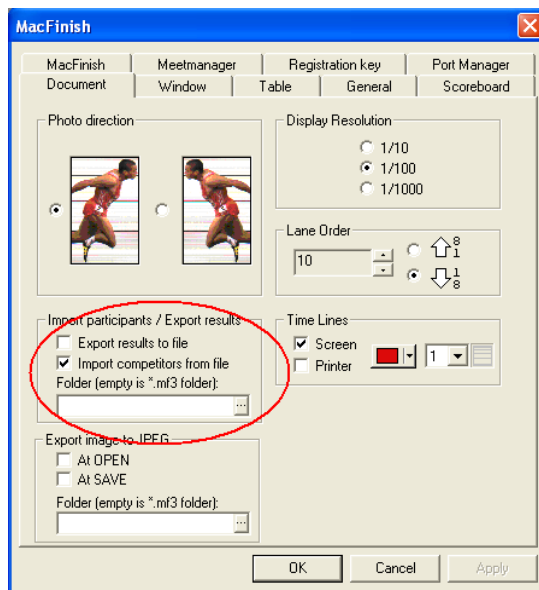 MacFinish
MacFinish Meetmanager Registration key Port Manager
Document Window Table General Scoreboard
Photo direction
Display Resolution
1/10
1/100
1/1000
Lane Order
10
8
1
1
8
Import participants / Export results
Export results to file
Import competitors from file
Folder (empty is *.mf3 folder):
...
Time Lines
Screen
Printer
1
Export image to JPEG
At OPEN
At SAVE
Folder (empty is *.mf3 folder):
...
OK Cancel Apply